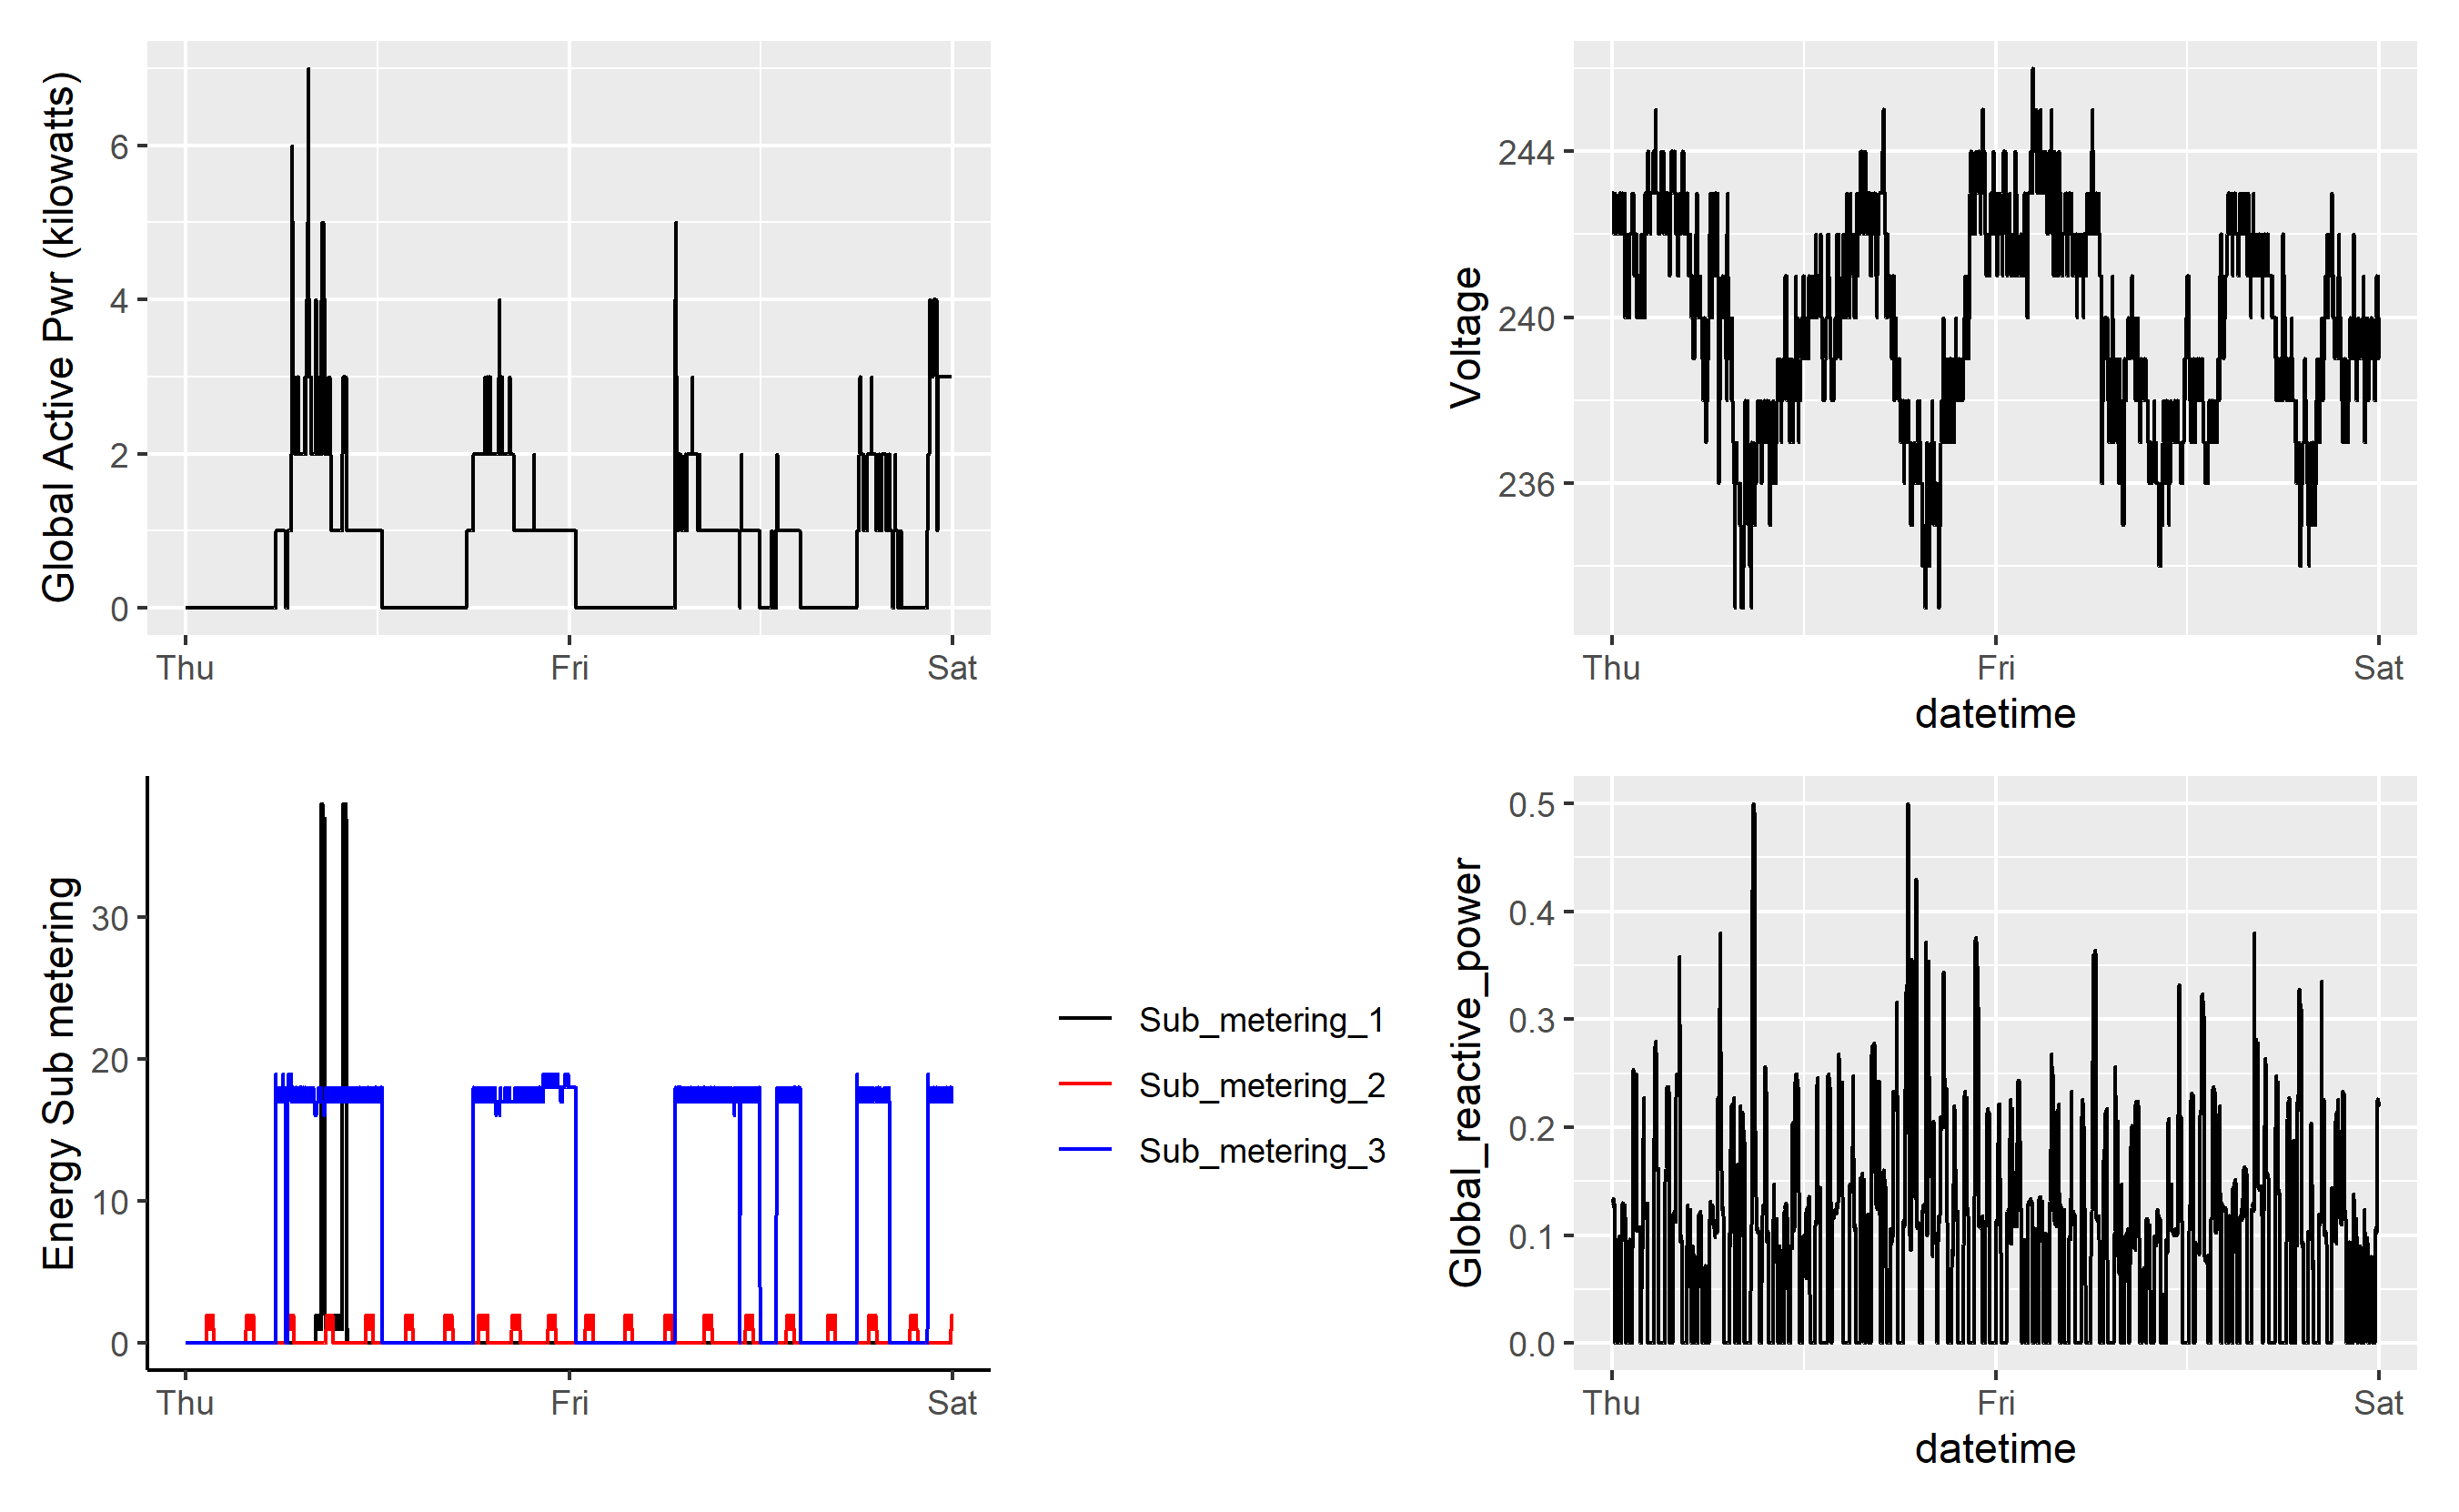 Global Active Pwr (kilowatts)
6
4
2
0
Thu Fri Sat
Voltage
244
240
236
Thu Fri Sat
datetime
Energy Sub metering
30
20
10
0
Thu Fri Sat
Sub_metering_1
Sub_metering_2
Sub_metering_3
Global_reactive_power
0.5
0.4
0.3
0.2
0.1
0.0
Thu Fri Sat
datetime